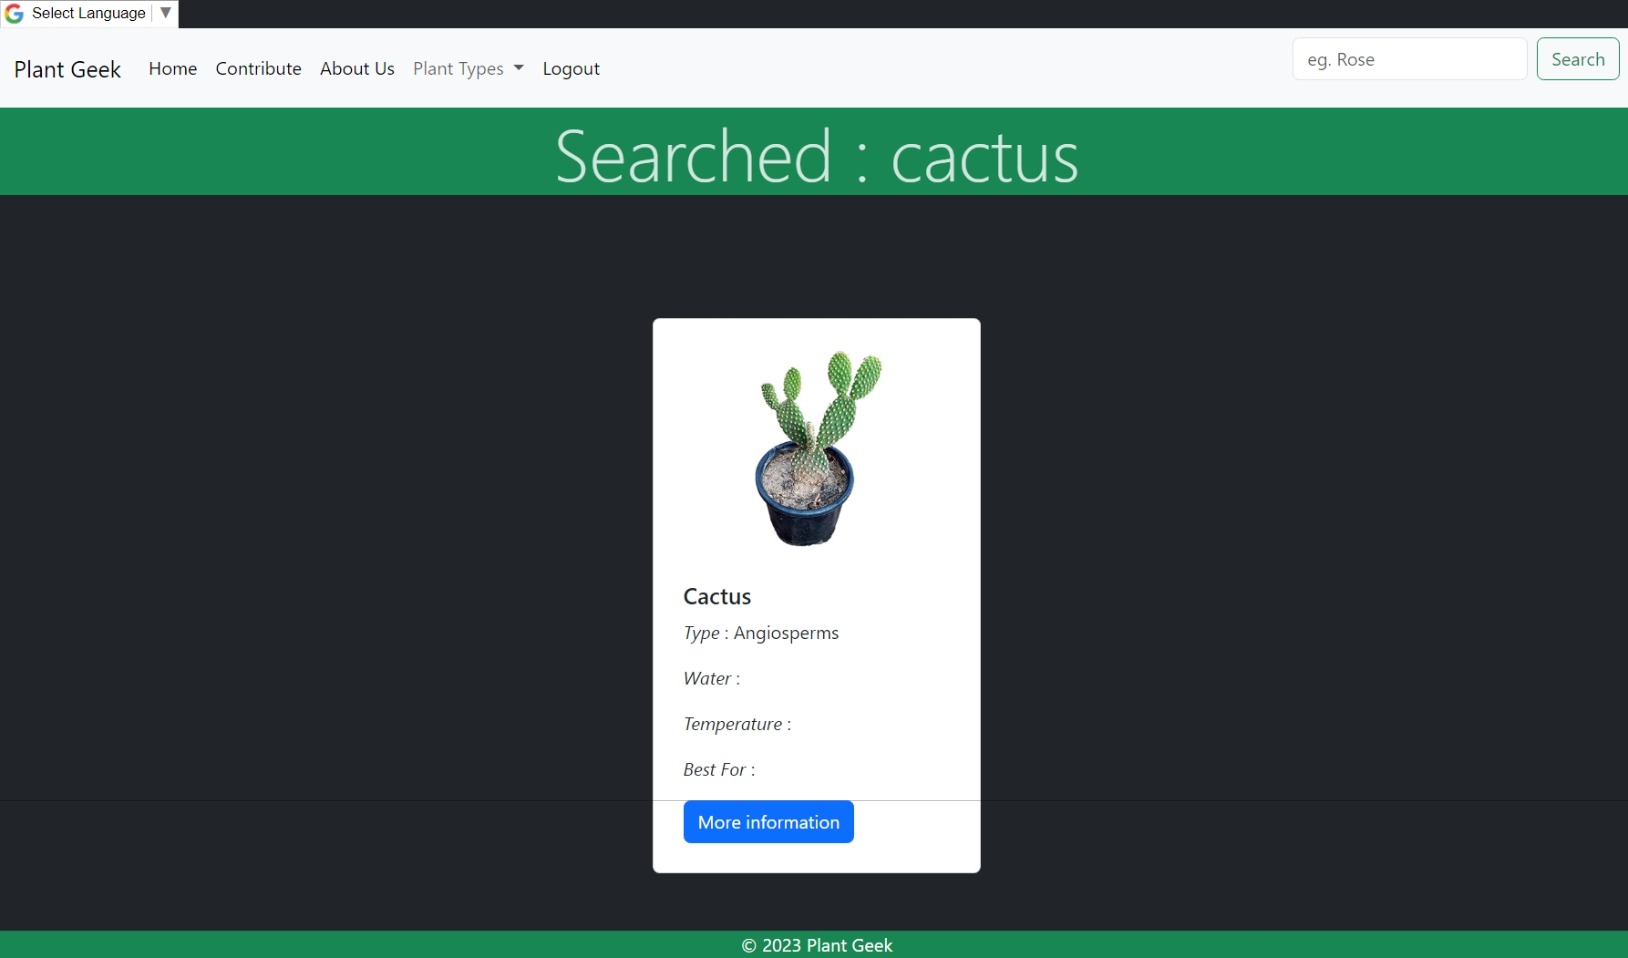 Select Language ▼
Plant Geek Home Contribute About Us Plant Types Logout eg. Rose Search
Searched : cactus
Cactus
Type : Angiosperms
Water :
Temperature :
Best For :
More information
© 2023 Plant Geek